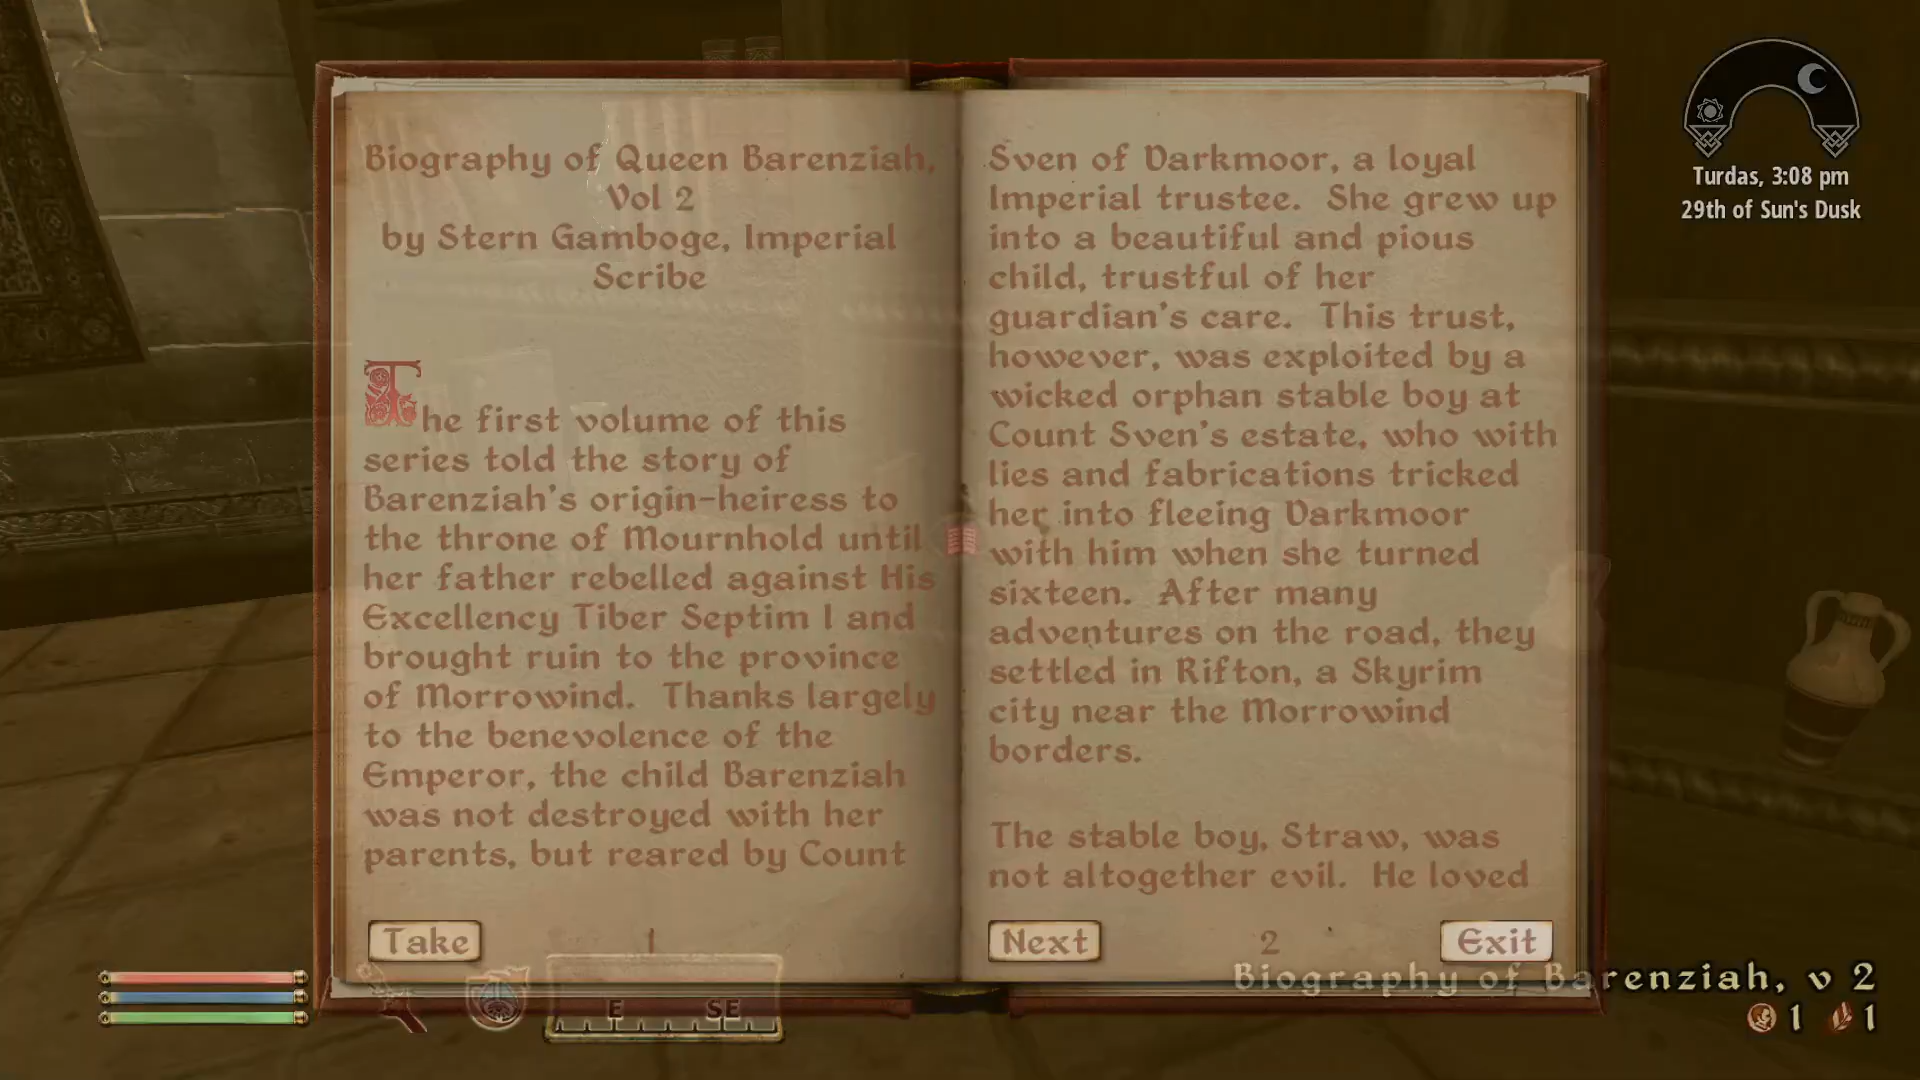 Biography of Queen Barenziah,
Vol 2
by Stern Gamboge, Imperial
Scribe
The first volume of this
series told the story of
Barenziah's origin-heiress to
the throne of Mournhold until
her father rebelled against His
Excellency Tiber Septim I and
brought ruin to the province
of Morrowind.  Thanks largely
to the benevolence of the
Emperor, the child Barenziah
was not destroyed with her
parents, but reared by Count
Take
1
Sven of Darkmoor, a loyal
Imperial trustee.  She grew up
into a beautiful and pious
child, trustful of her
guardian's care.  This trust,
however, was exploited by a
wicked orphan stable boy at
Count Sven's estate, who with
lies and fabrications tricked
her into fleeing Darkmoor
with him when she turned
sixteen.  After many
adventures on the road, they
settled in Rifton, a Skyrim
city near the Morrowind
borders.
The stable boy, Straw, was
not altogether evil.  He loved
Next
2
Exit
Turdas, 3:08 pm
29th of Sun's Dusk
E SE
Biography of Barenziah, v 2
1 1